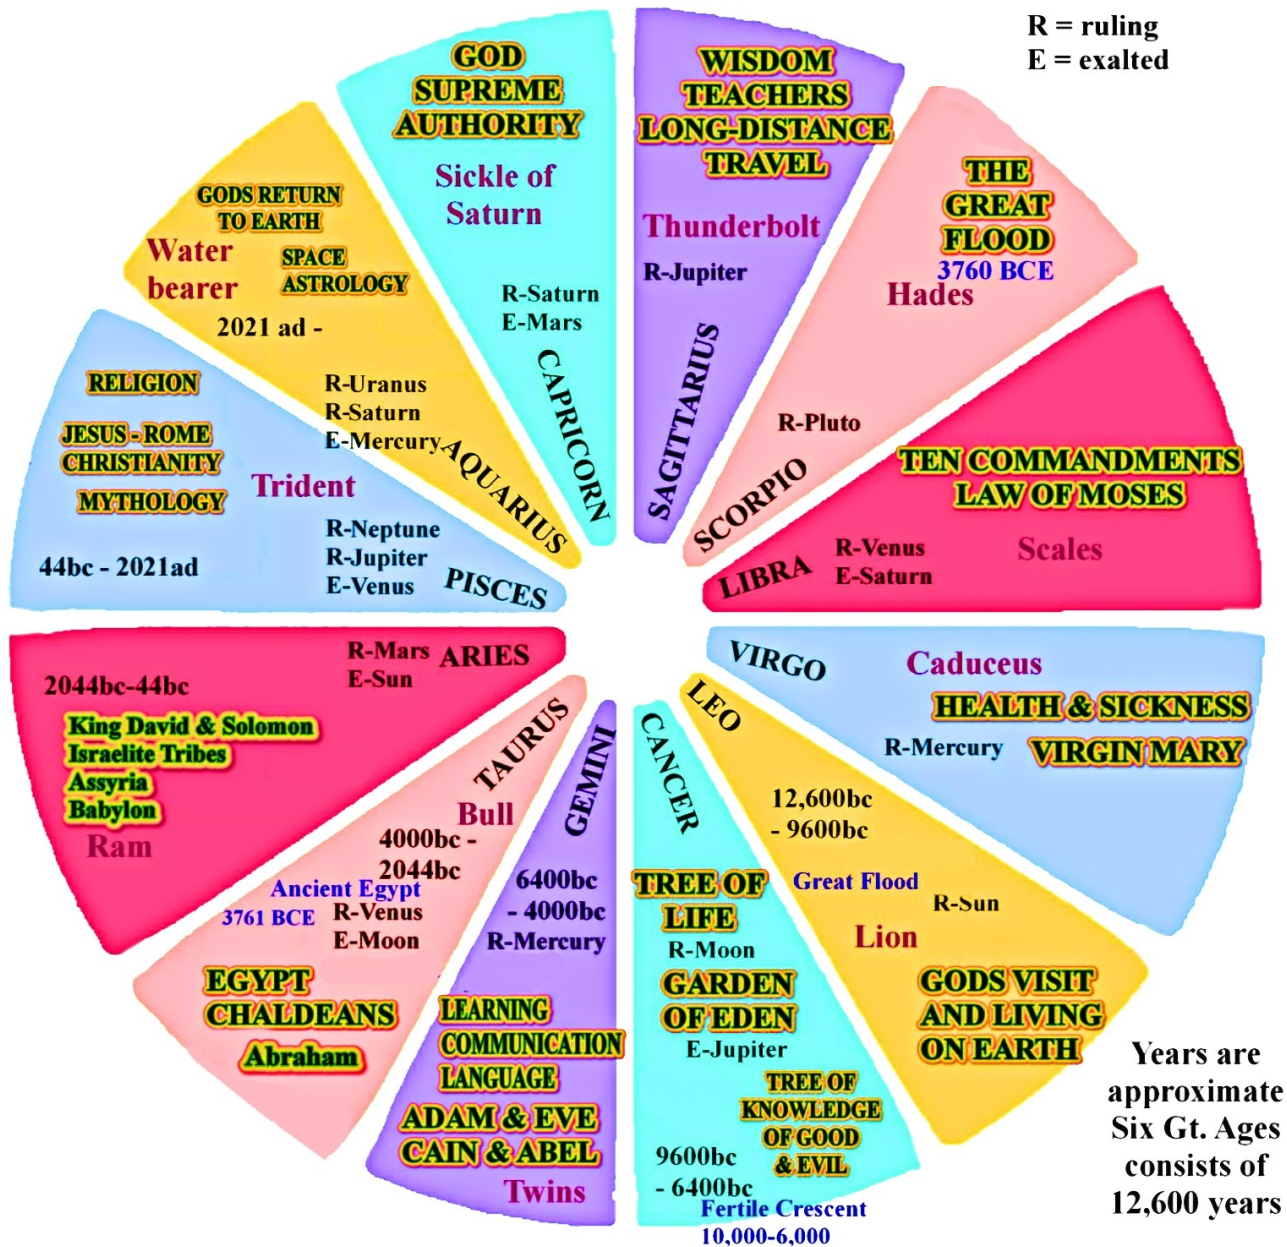 R = ruling
E = exalted
GOD
SUPREME
AUTHORITY
Sickle of
Saturn
R-Saturn
E-Mars
CAPRICORN
WISDOM
TEACHERS
LONG-DISTANCE
TRAVEL
Thunderbolt
R-Jupiter
SAGITTARIUS
THE
GREAT
FLOOD
3760 BCE
Hades
R-Pluto
SCORPIO
TEN COMMANDMENTS
LAW OF MOSES
Scales
R-Venus
E-Saturn
LIBRA
VIRGO
Caduceus
HEALTH & SICKNESS
R-Mercury
VIRGIN MARY
LEO
12,600bc
- 9600bc
Great Flood
R-Sun
Lion
GODS VISIT
AND LIVING
ON EARTH
CANCER
TREE OF
LIFE
R-Moon
GARDEN
OF EDEN
E-Jupiter
TREE OF
KNOWLEDGE
OF GOOD
& EVIL
9600bc
- 6400bc
Fertile Crescent
10,000-6,000
GEMINI
6400bc
- 4000bc
R-Mercury
LEARNING
COMMUNICATION
LANGUAGE
ADAM & EVE
CAIN & ABEL
Twins
TAURUS
Bull
4000bc -
2044bc
Ancient Egypt
3761 BCE
R-Venus
E-Moon
EGYPT
CHALDEANS
Abraham
ARIES
R-Mars
E-Sun
2044bc-44bc
King David & Solomon
Israelite Tribes
Assyria
Babylon
Ram
RELIGION
JESUS - ROME
CHRISTIANITY
MYTHOLOGY
Trident
R-Neptune
R-Jupiter
E-Venus
44bc - 2021ad
PISCES
GODS RETURN
TO EARTH
Water
bearer
SPACE
ASTROLOGY
2021 ad -
R-Uranus
R-Saturn
E-Mercury
AQUARIUS
Years are
approximate
Six Gt. Ages
consists of
12,600 years